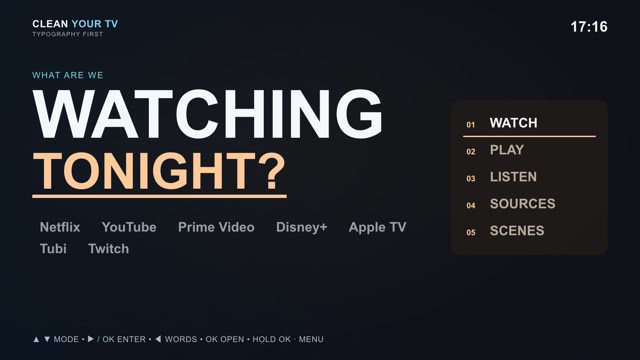 CLEAN YOUR TV
TYPOGRAPHY FIRST
17:16
WHAT ARE WE
WATCHING
TONIGHT?
Netflix YouTube Prime Video Disney+ Apple TV
Tubi Twitch
01 WATCH
02 PLAY
03 LISTEN
04 SOURCES
05 SCENES
▲ ▼ MODE • ▶ / OK ENTER • ◀ WORDS • OK OPEN • HOLD OK · MENU